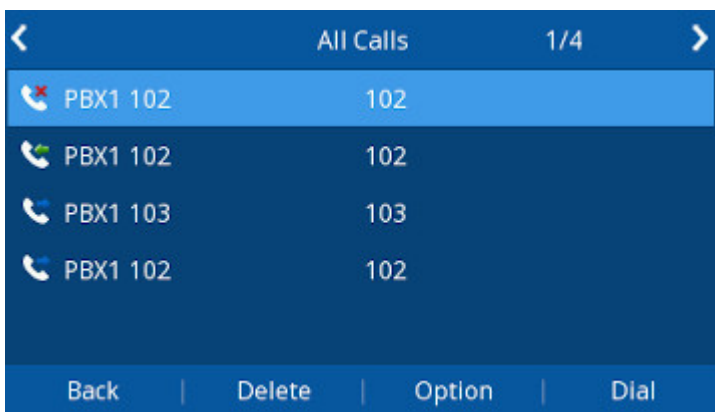 All Calls 1/4
PBX1 102 102
PBX1 102 102
PBX1 103 103
PBX1 102 102
Back Delete Option Dial